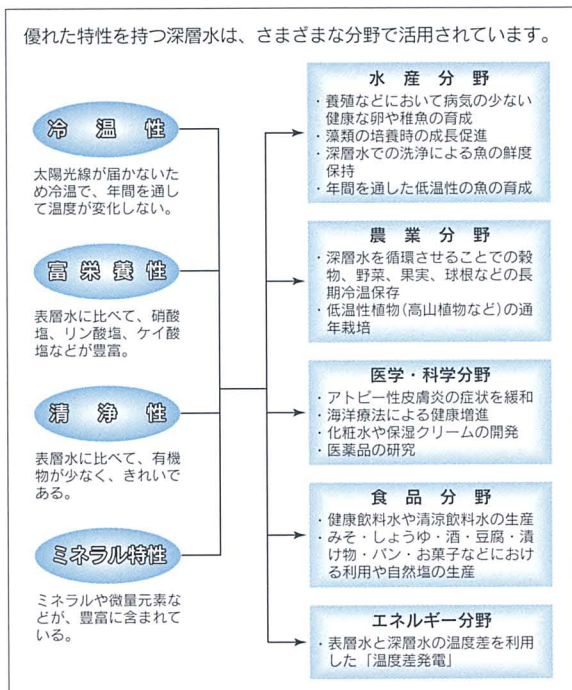 優れた特性を持つ深層水は、さまざまな分野で活用されています。
冷温性
太陽光線が届かないた
め冷温で、年間を通し
て温度が変化しない。
富栄養性
表層水に比べて、硝酸
塩、リン酸塩、ケイ酸
塩などが豊富。
清浄性
表層水に比べて、有機
物が少なく、きれいで
ある。
ミネラル特性
ミネラルや微量元素な
どが、豊富に含まれて
いる。
水産分野
・養殖などにおいて病気の少ない
健康な卵や稚魚の育成
・藻類の培養時の成長促進
・深層水での洗浄による魚の鮮度
保持
・年間を通した低温性の魚の育成
農業分野
・深層水を循環させることでの穀
物、野菜、果実、球根などの長
期冷温保存
・低温性植物(高山植物など)の通
年栽培
医学・科学分野
・アトピー性皮膚炎の症状を緩和
・海洋療法による健康増進
・化粧水や保湿クリームの開発
・医薬品の研究
食品分野
・健康飲料水や清涼飲料水の生産
・みそ・しょうゆ・酒・豆腐・漬
け物・パン・お菓子などにおけ
る利用や自然塩の生産
エネルギー分野
・表層水と深層水の温度差を利用
した「温度差発電」